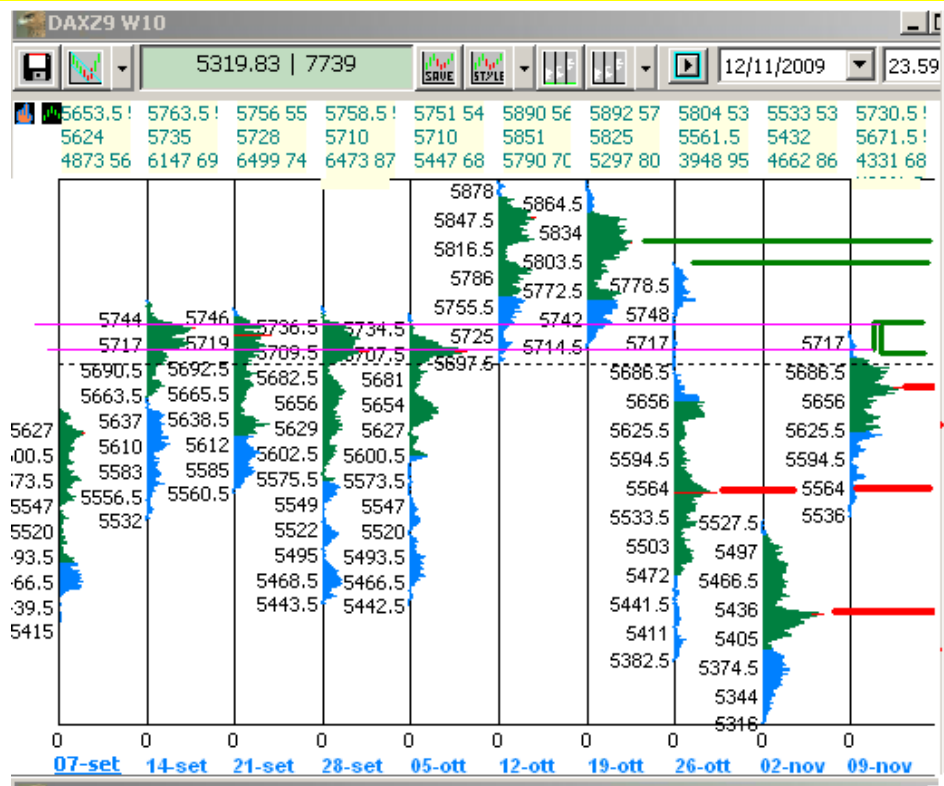 DAXZ9 W10
5319.83 | 7739 SAVE STYLE 12/11/2009 23.59
5653.5 5763.5 5756 55 5758.5 5751 54 5890 56 5892 57 5804 53 5533 53 5730.5
5624 5735 5728 5710 5710 5851 5825 5561.5 5432 5671.5
4873 56 6147 69 6499 74 6473 87 5447 68 5790 70 5297 80 3948 95 4662 86 4331 68
5878
5864.5
5847.5
5834
5816.5
5803.5
5786
5778.5
5772.5
5755.5
5744 5746 5742 5748
5736.5 5734.5
5725
5717 5719 5714.5 5717 5717
5709.5 5707.5
5697.5
5690.5 5692.5 5686.5 5686.5
5682.5 5681
5663.5 5665.5
5656 5654 5656 5656
5637 5638.5
5627 5629 5627 5625.5 5625.5
5610 5612
00.5 5602.5 5600.5 5594.5 5594.5
5583 5585
73.5 5575.5 5573.5
5556.5 5560.5 5564 5564
5547 5549 5547
5532 5533.5 5536
5527.5
5520 5522 5520
5503
93.5 5495 5493.5 5497
66.5 5468.5 5466.5 5472 5466.5
39.5 5443.5 5442.5 5441.5 5436
5415 5411 5405
5382.5 5374.5
5344
5316
0 0 0 0 0 0 0 0 0 0
07-set 14-set 21-set 28-set 05-ott 12-ott 19-ott 26-ott 02-nov 09-nov